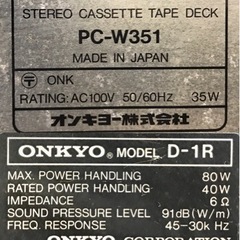 STEREO CASSETTE TAPE DECK
PC-W351
MADE IN JAPAN
ONK
RATING: AC100V 50/60Hz 35W
オンキヨー株式会社
ONKYO® MODEL D-1R
MAX. POWER HANDLING 80W
RATED POWER HANDLING 40W
IMPEDANCE 6Ω
SOUND PRESSURE LEVEL 91dB(W/m)
FREQ. RESPONSE 45-30kHz
ONKYO CORPORATION